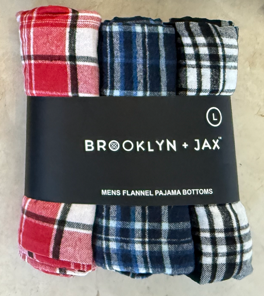 L
BROOKLYN + JAX™
MENS FLANNEL PAJAMA BOTTOMS